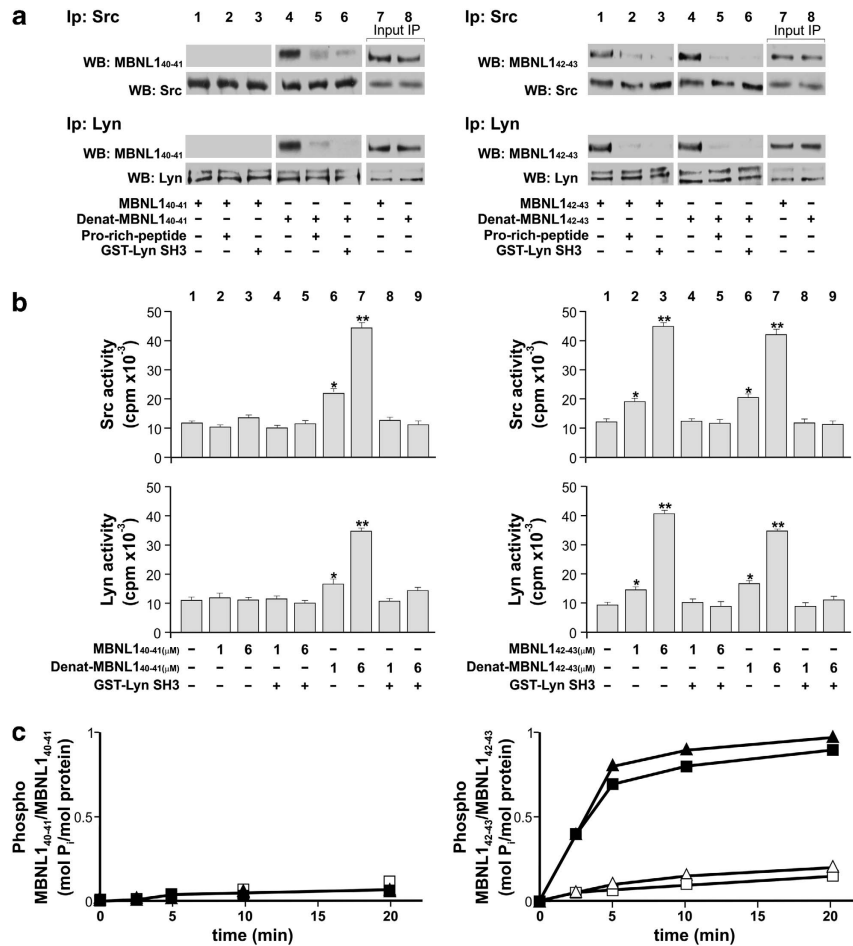 a
Ip: Src 1 2 3 4 5 6 7 8
Input IP
WB: MBNL1₄₀₋₄₁
WB: Src
Ip: Lyn
WB: MBNL1₄₀₋₄₁
WB: Lyn
MBNL1₄₀₋₄₁ + + + – – – + –
Denat-MBNL1₄₀₋₄₁ – – – + + + – +
Pro-rich-peptide – + – – + – – –
GST-Lyn SH3 – – + – – + – –
Ip: Src 1 2 3 4 5 6 7 8
Input IP
WB: MBNL1₄₂₋₄₃
WB: Src
Ip: Lyn
WB: MBNL1₄₂₋₄₃
WB: Lyn
MBNL1₄₂₋₄₃ + + + – – – + –
Denat-MBNL1₄₂₋₄₃ – – – + + + – +
Pro-rich-peptide – + – – + – – –
GST-Lyn SH3 – – + – – + – –
b
1 2 3 4 5 6 7 8 9
Src activity
(cpm x10⁻³)
50
40
30
20
10
0
* **
Lyn activity
(cpm x10⁻³)
50
40
30
20
10
0
* **
MBNL1₄₀₋₄₁(μM) – 1 6 1 6 – – – –
Denat-MBNL1₄₀₋₄₁(μM) – – – – – 1 6 1 6
GST-Lyn SH3 – – – + + – – + +
1 2 3 4 5 6 7 8 9
Src activity
(cpm x10⁻³)
50
40
30
20
10
0
* ** * **
Lyn activity
(cpm x10⁻³)
50
40
30
20
10
0
* ** * **
MBNL1₄₂₋₄₃(μM) – 1 6 1 6 – – – –
Denat-MBNL1₄₂₋₄₃(μM) – – – – – 1 6 1 6
GST-Lyn SH3 – – – + + – – + +
c
Phospho
MBNL1₄₀₋₄₁/MBNL1₄₀₋₄₁
(mol Pᵢ/mol protein)
1
0.5
0
0 5 10 15 20
time (min)
Phospho
MBNL1₄₂₋₄₃/MBNL1₄₂₋₄₃
(mol Pᵢ/mol protein)
1
0.5
0
0 5 10 15 20
time (min)